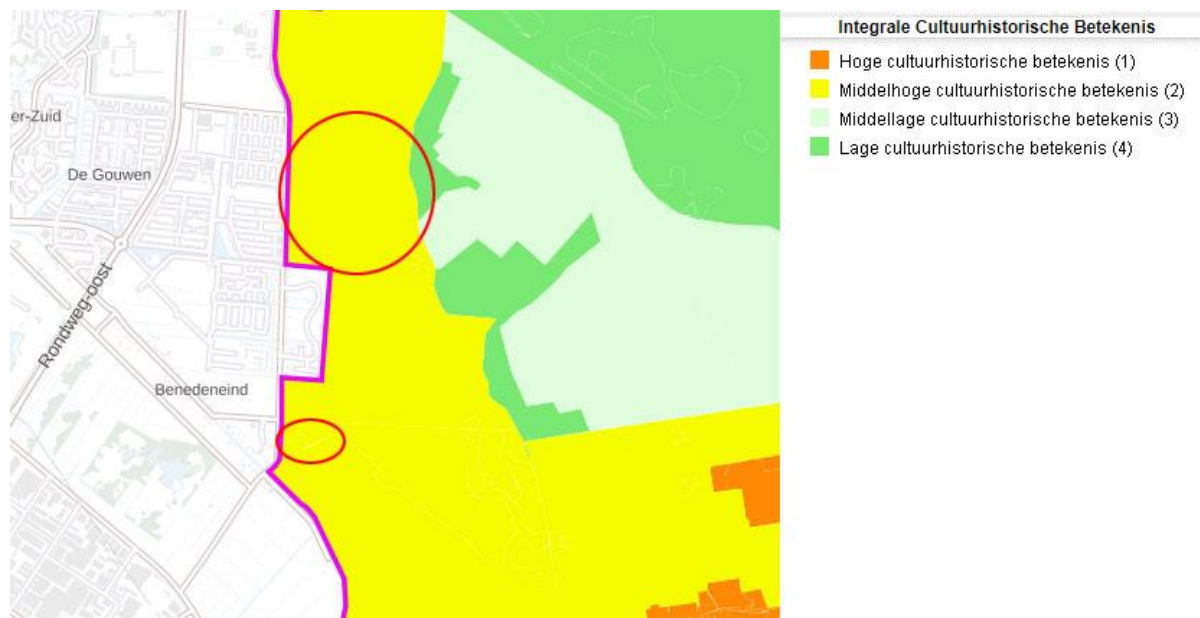 Integrale Cultuurhistorische Betekenis
Hoge cultuurhistorische betekenis (1)
Middelhoge cultuurhistorische betekenis (2)
Middellage cultuurhistorische betekenis (3)
Lage cultuurhistorische betekenis (4)
er-Zuid
De Gouwen
Rondweg-oost
Benedeneind